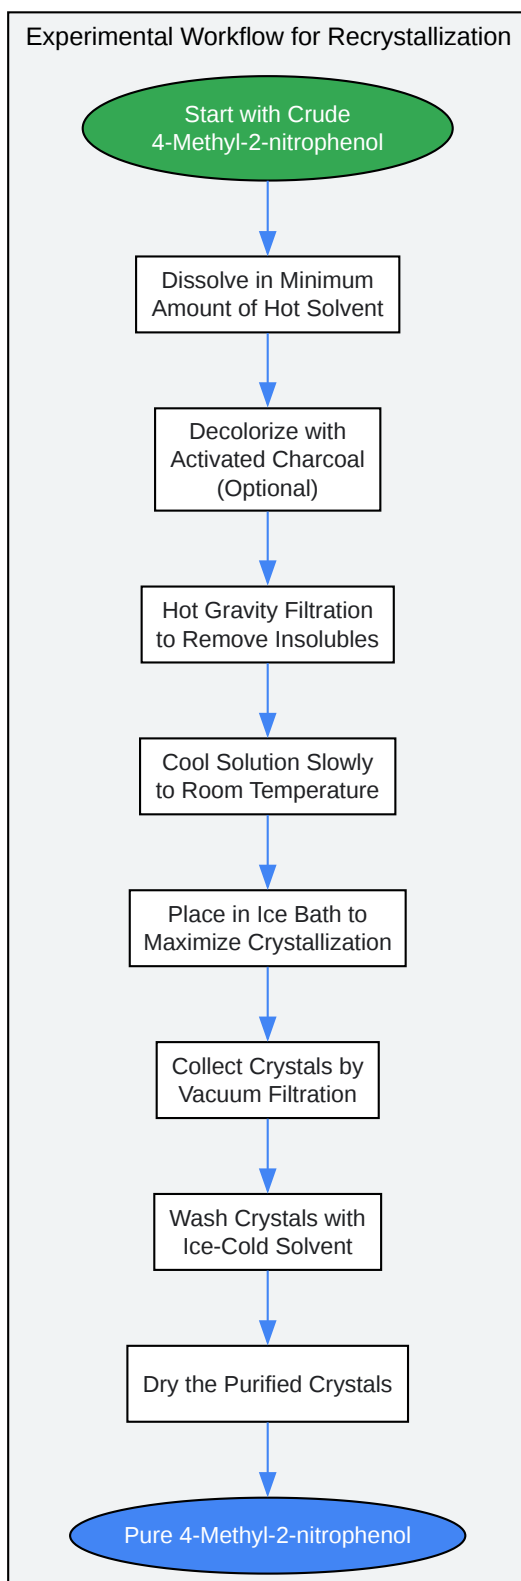 Experimental Workflow for Recrystallization
Start with Crude
4-Methyl-2-nitrophenol
Dissolve in Minimum
Amount of Hot Solvent
Decolorize with
Activated Charcoal
(Optional)
Hot Gravity Filtration
to Remove Insolubles
Cool Solution Slowly
to Room Temperature
Place in Ice Bath to
Maximize Crystallization
Collect Crystals by
Vacuum Filtration
Wash Crystals with
Ice-Cold Solvent
Dry the Purified Crystals
Pure 4-Methyl-2-nitrophenol